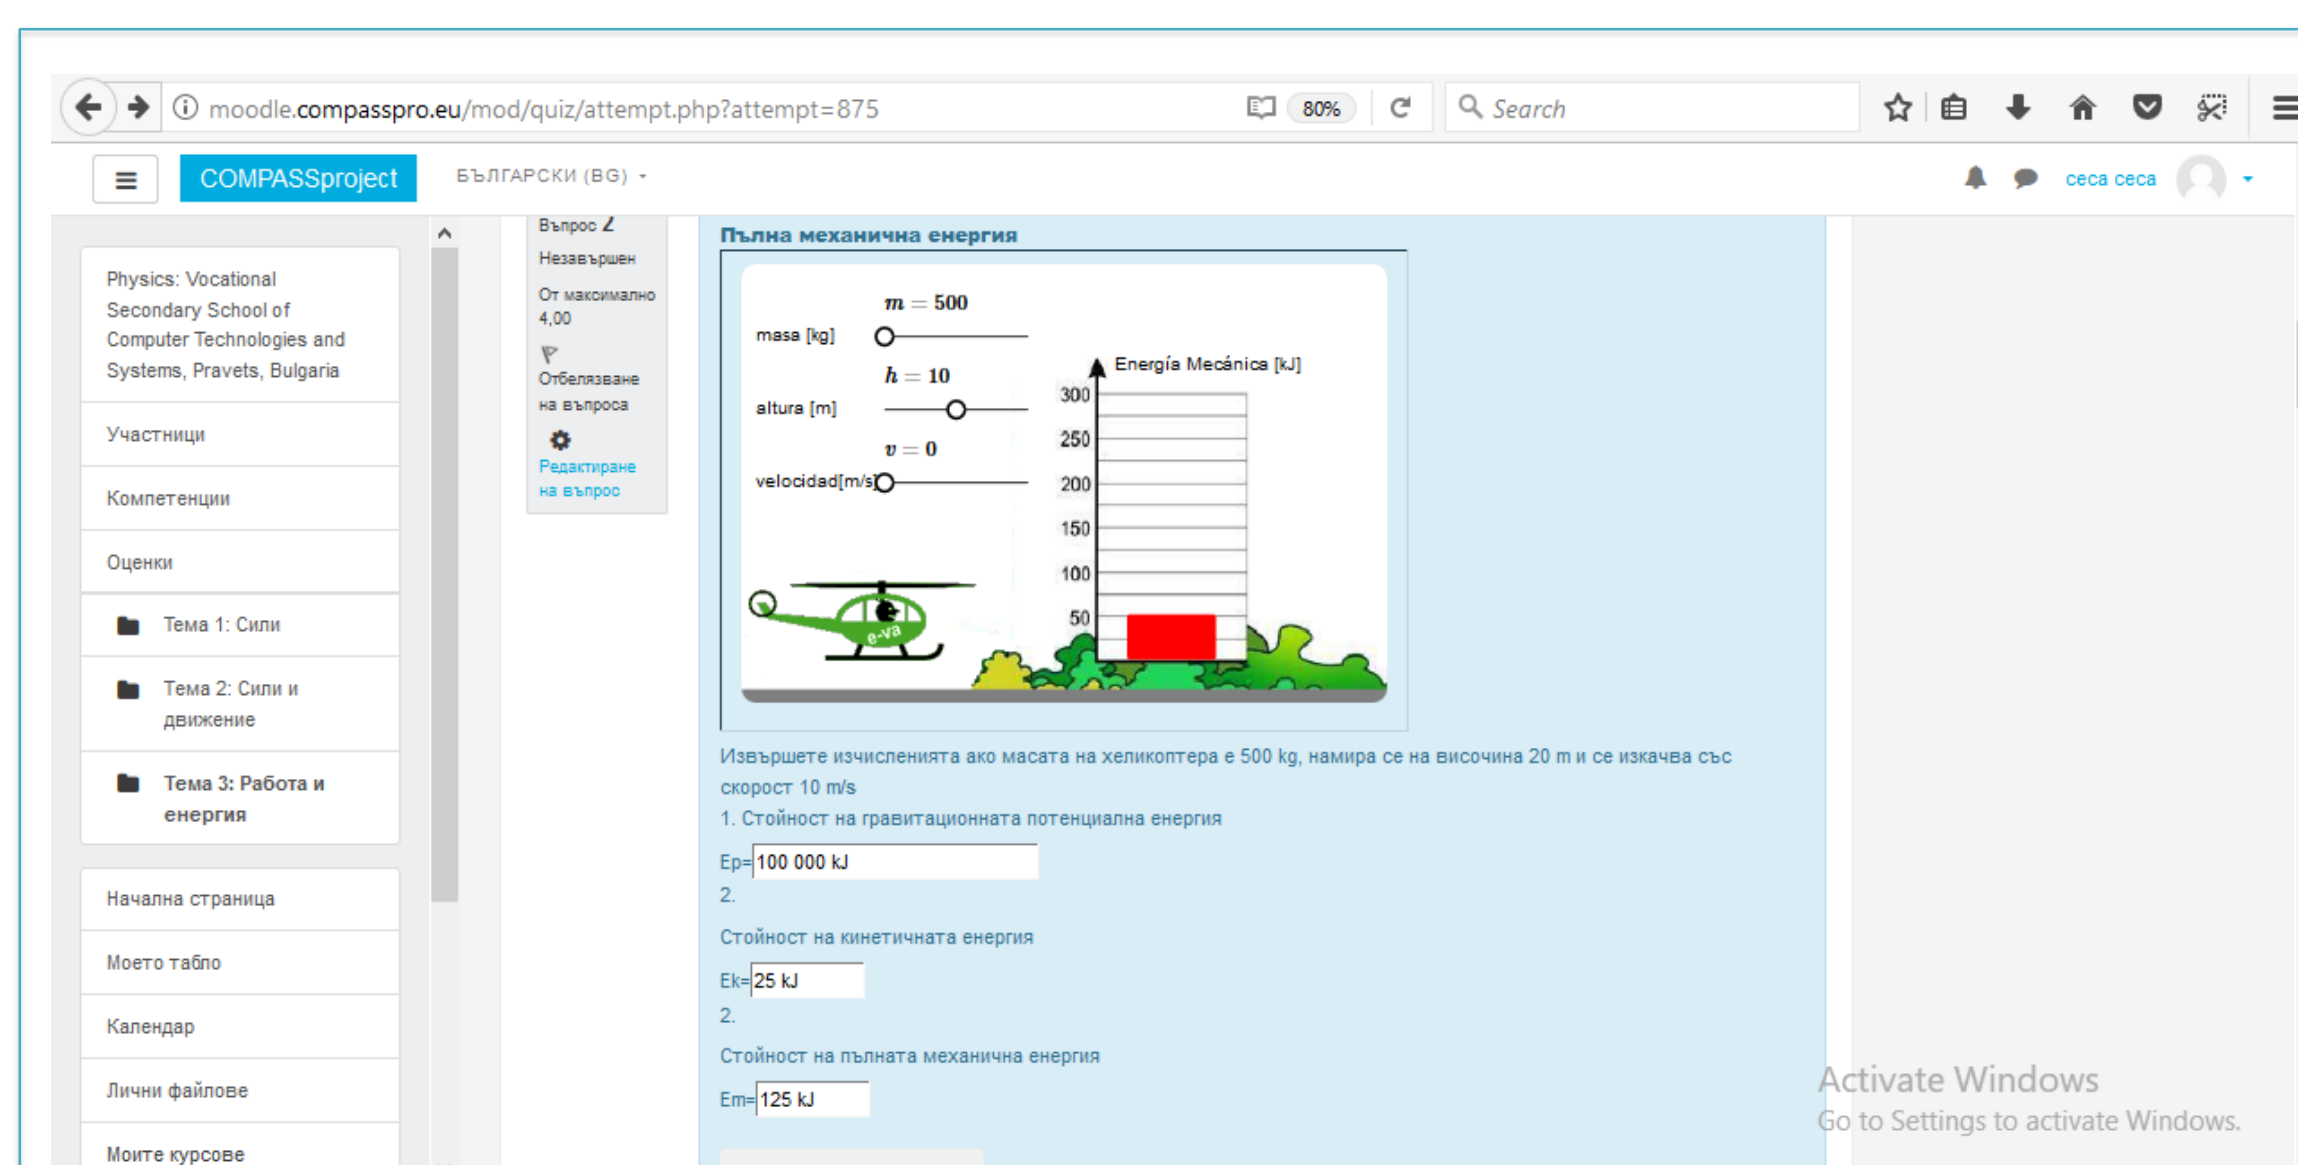 moodle.compasspro.eu/mod/quiz/attempt.php?attempt=875
80%
Search
COMPASSproject
БЪЛГАРСКИ (BG)
ceca ceca
Physics: Vocational
Secondary School of
Computer Technologies and
Systems, Pravets, Bulgaria
Участници
Компетенции
Оценки
Тема 1: Сили
Тема 2: Сили и
движение
Тема 3: Работа и
енергия
Начална страница
Моето табло
Календар
Лични файлове
Моите курсове
Въпрос 2
Незавършен
От максимално
4,00
Отбелязване
на въпроса
Редактиране
на въпрос
Пълна механична енергия
m = 500
masa [kg]
h = 10
altura [m]
v = 0
velocidad[m/s]
Energía Mecánica [kJ]
300
250
200
150
100
50
e-va
Извършете изчисленията ако масата на хеликоптера е 500 kg, намира се на височина 20 m и се изкачва със
скорост 10 m/s
1. Стойност на гравитационната потенциална енергия
Ep= 100 000 kJ
2.
Стойност на кинетичната енергия
Ek= 25 kJ
2.
Стойност на пълната механична енергия
Em= 125 kJ
Activate Windows
Go to Settings to activate Windows.